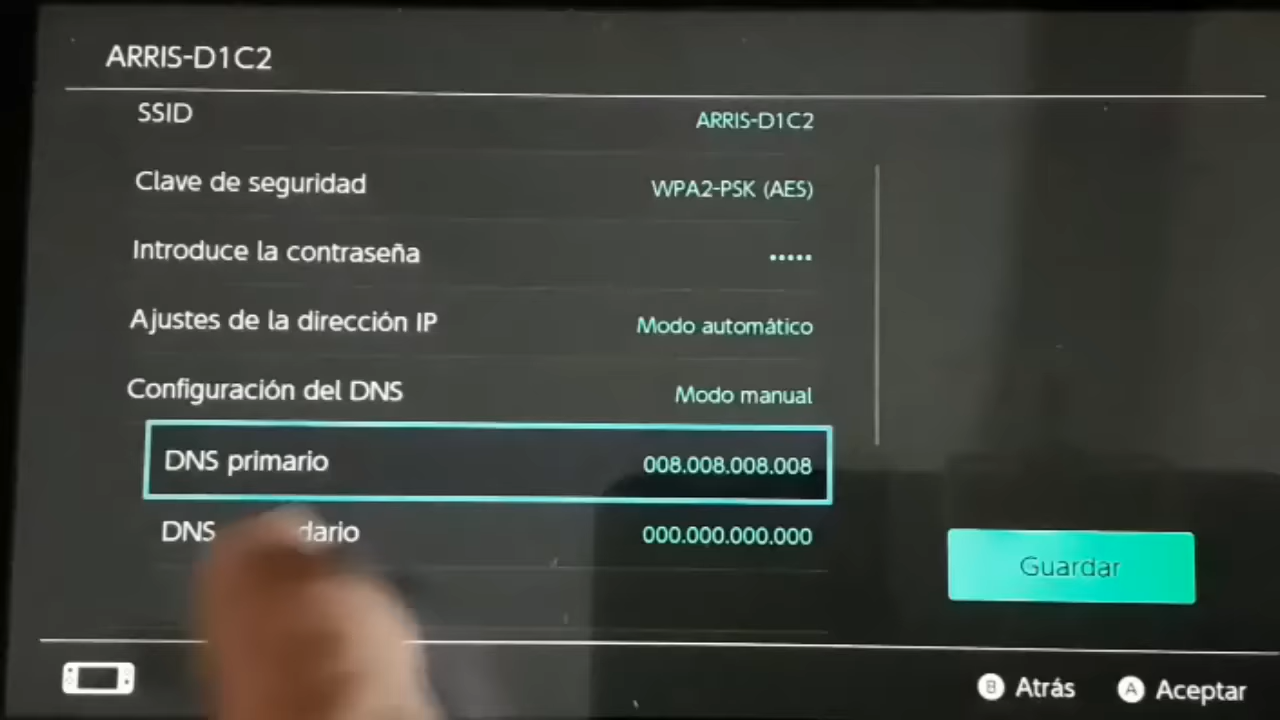 ARRIS-D1C2
SSID ARRIS-D1C2
Clave de seguridad WPA2-PSK (AES)
Introduce la contraseña •••••
Ajustes de la dirección IP Modo automático
Configuración del DNS Modo manual
DNS primario 008.008.008.008
DNS dario 000.000.000.000
Guardar
B Atrás A Aceptar